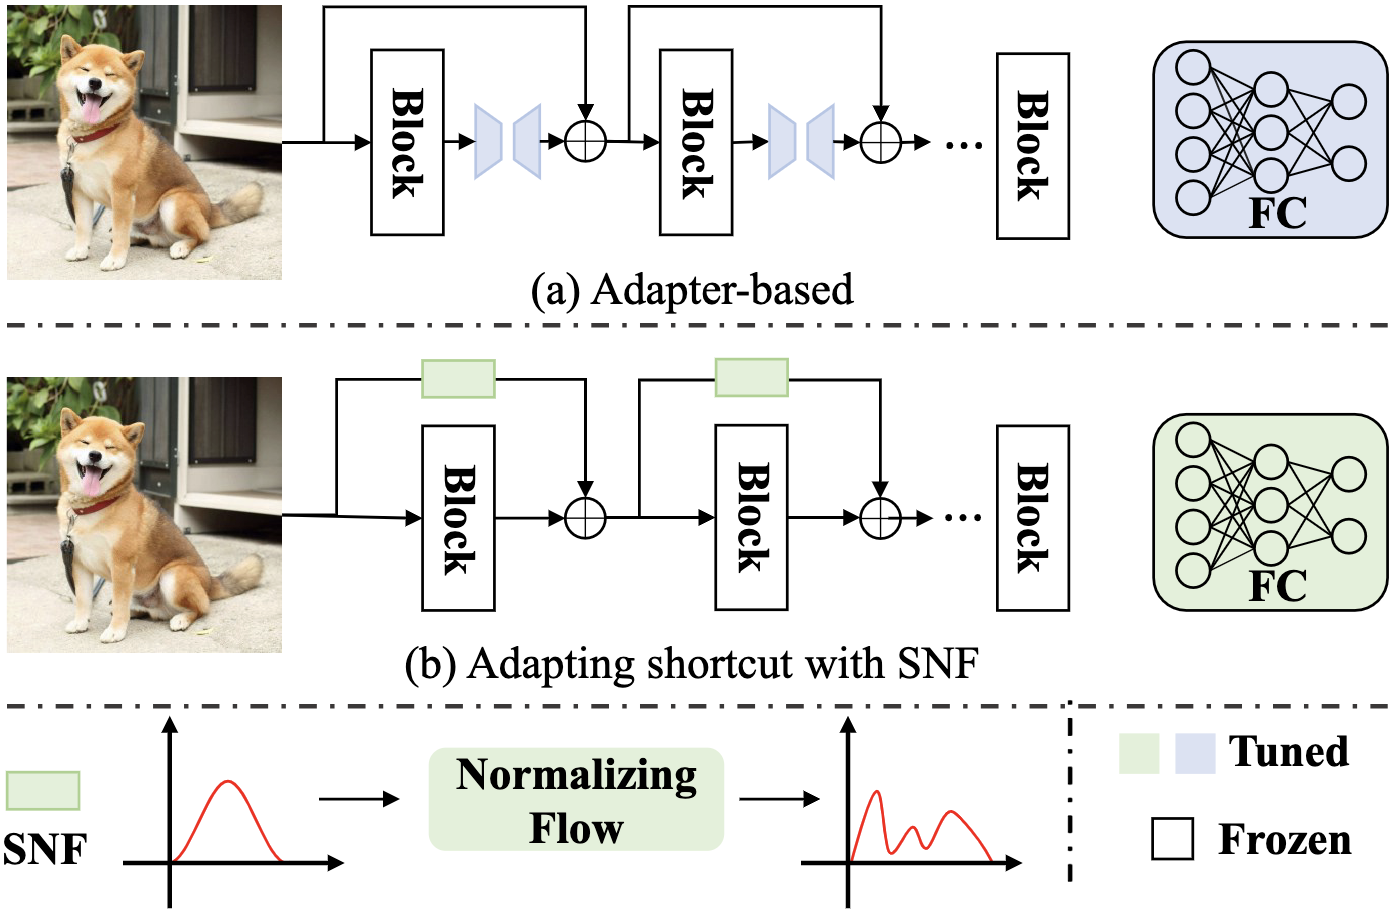 Block
Block
Block
FC
(a) Adapter-based
Block
Block
Block
FC
(b) Adapting shortcut with SNF
SNF
Normalizing
Flow
Tuned
Frozen